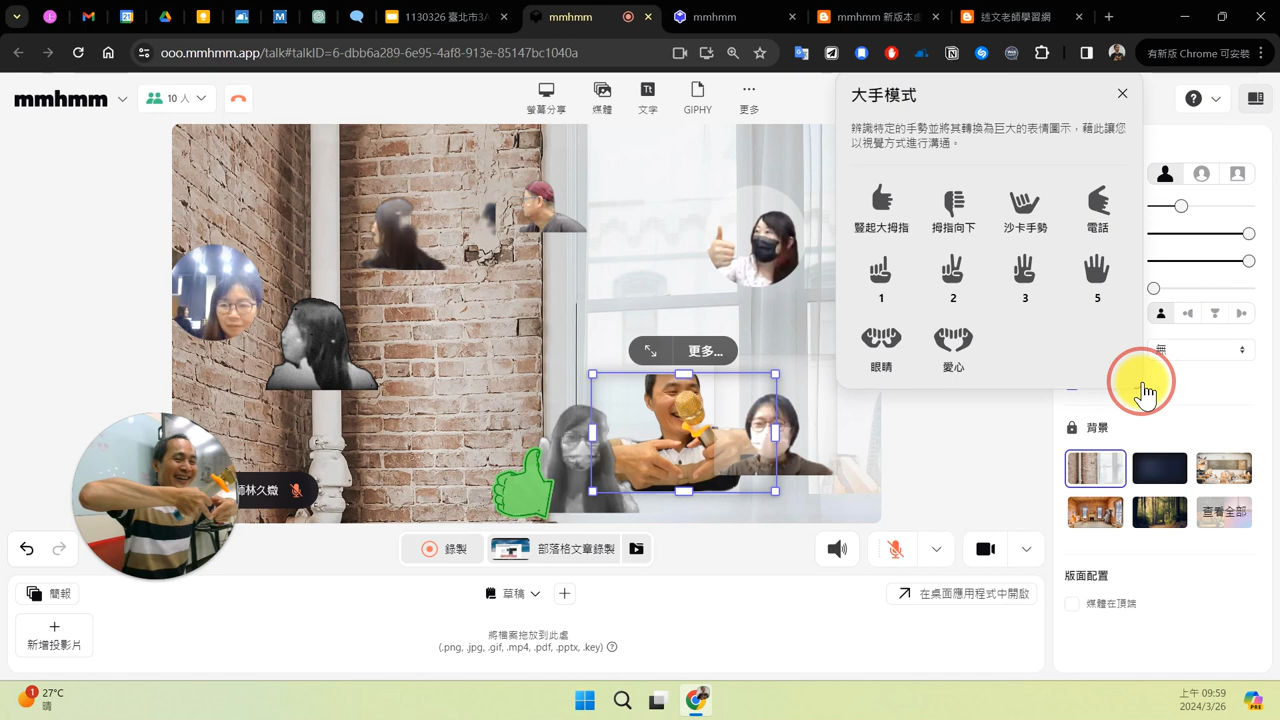 1130326 臺北市3A
mmhmm
mmhmm
mmhmm 新版本虛
述文老師學習網
ooo.mmhmm.app/talk#talkID=6-dbb6a289-6e95-4af8-913e-85147bc1040a
有新版 Chrome 可安裝
mmhmm
10 人
螢幕分享
媒體
Tt
文字
GIPHY
更多
大手模式
辨識特定的手勢並將其轉換為巨大的表情圖示，藉此讓您
以視覺方式進行溝通。
豎起大拇指
拇指向下
沙卡手勢
電話
1
2
3
5
眼睛
愛心
無
更多...
背景
查看全部
師林久
錄製
部落格文章錄製
版面配置
媒體在頂端
簡報
草稿
在桌面應用程式中開啟
新增投影片
將檔案拖放到此處
(.png, .jpg, .gif, .mp4, .pdf, .pptx, .key)
1
27°C
晴
上午 09:59
2024/3/26
PRE